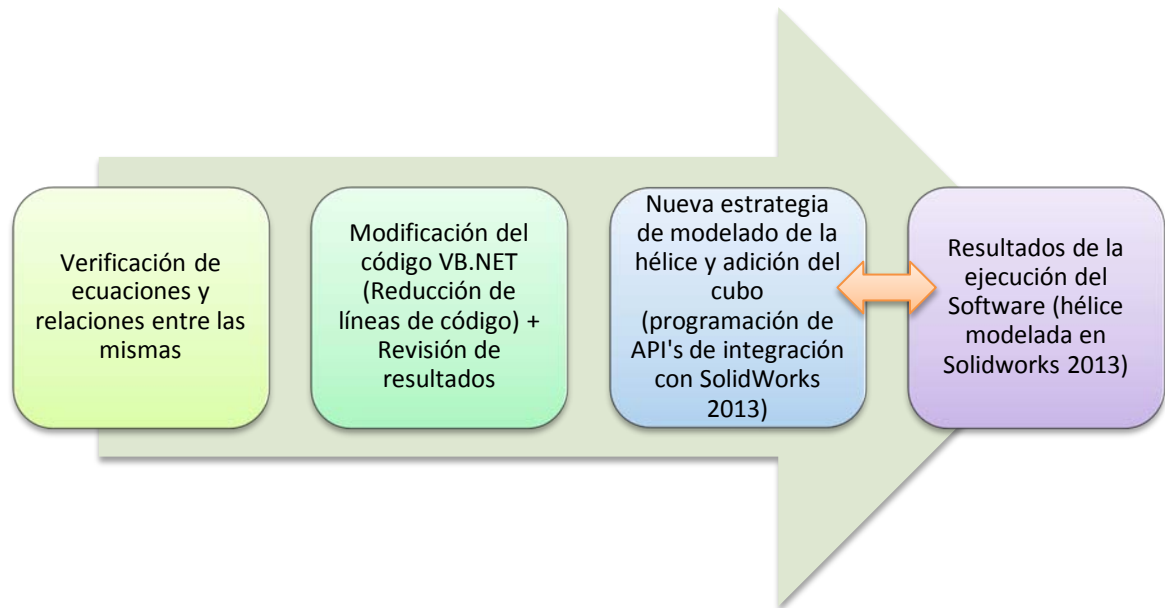 Verificación de
ecuaciones y
relaciones entre las
mismas
Modificación del
código VB.NET
(Reducción de
líneas de código) +
Revisión de
resultados
Nueva estrategia
de modelado de la
hélice y adición del
cubo
(programación de
API's de integración
con SolidWorks
2013)
Resultados de la
ejecución del
Software (hélice
modelada en
Solidworks 2013)